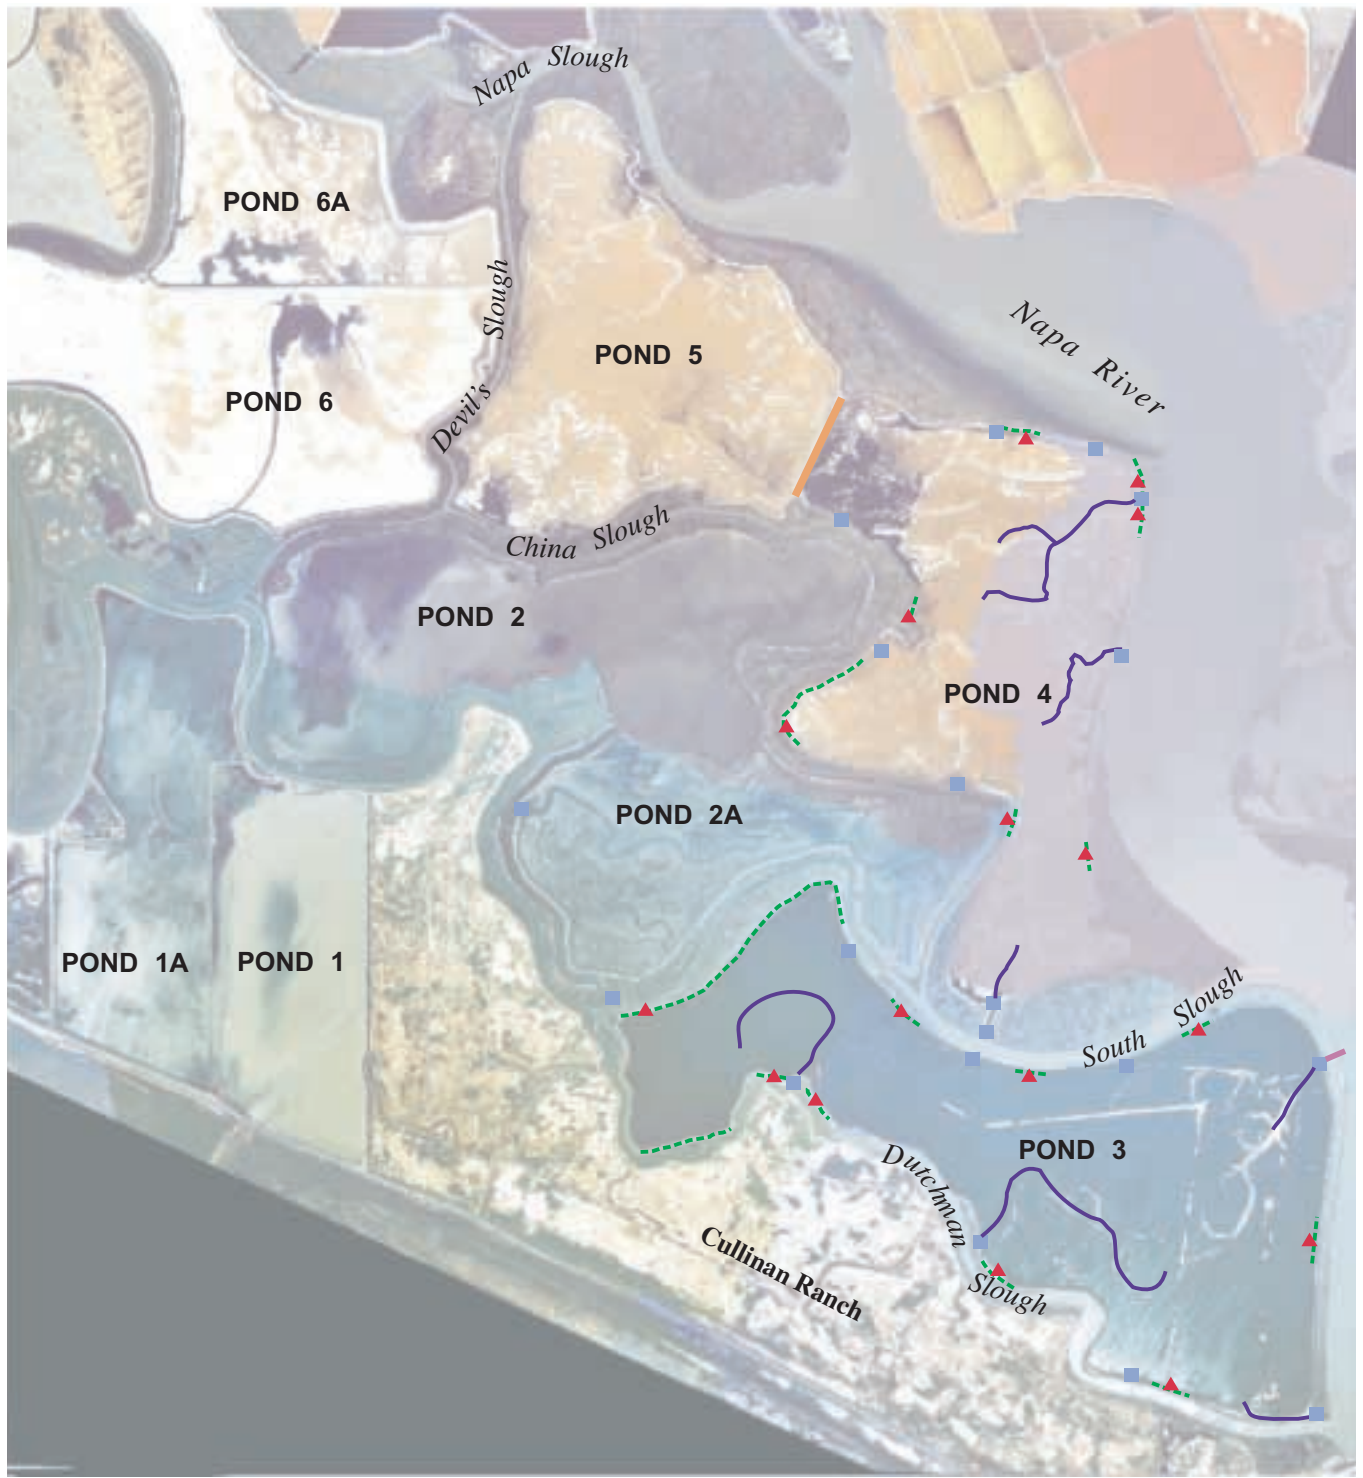 Napa Slough
POND 6A
Devil's Slough
POND 5
Napa River
POND 6
China Slough
POND 2
POND 4
POND 2A
POND 1A
POND 1
South Slough
POND 3
Dutchman Slough
Cullinan Ranch